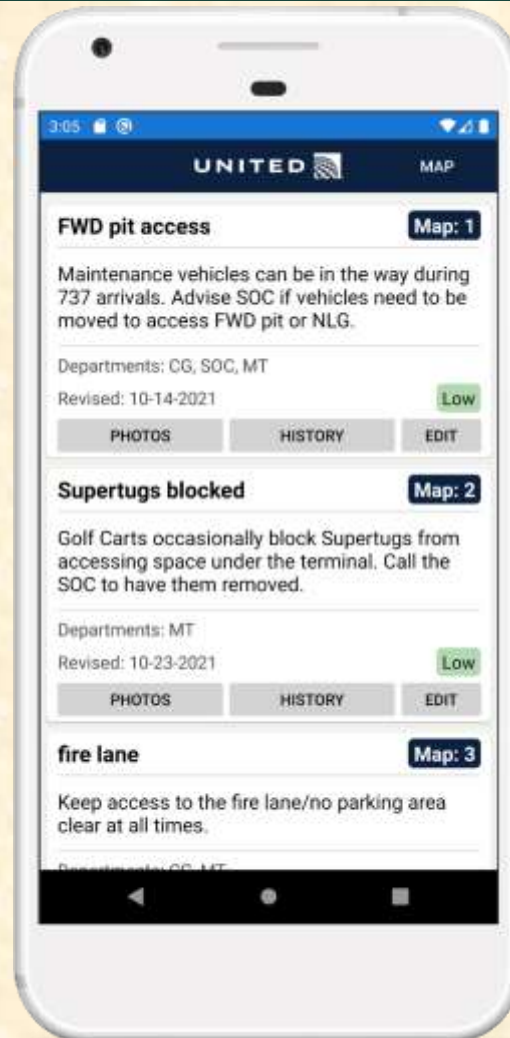 3:05
UNITED MAP
FWD pit access Map: 1
Maintenance vehicles can be in the way during
737 arrivals. Advise SOC if vehicles need to be
moved to access FWD pit or NLG.
Departments: CG, SOC, MT
Revised: 10-14-2021 Low
PHOTOS HISTORY EDIT
Supertugs blocked Map: 2
Golf Carts occasionally block Supertugs from
accessing space under the terminal. Call the
SOC to have them removed.
Departments: MT
Revised: 10-23-2021 Low
PHOTOS HISTORY EDIT
fire lane Map: 3
Keep access to the fire lane/no parking area
clear at all times.
Departments: CG, MT